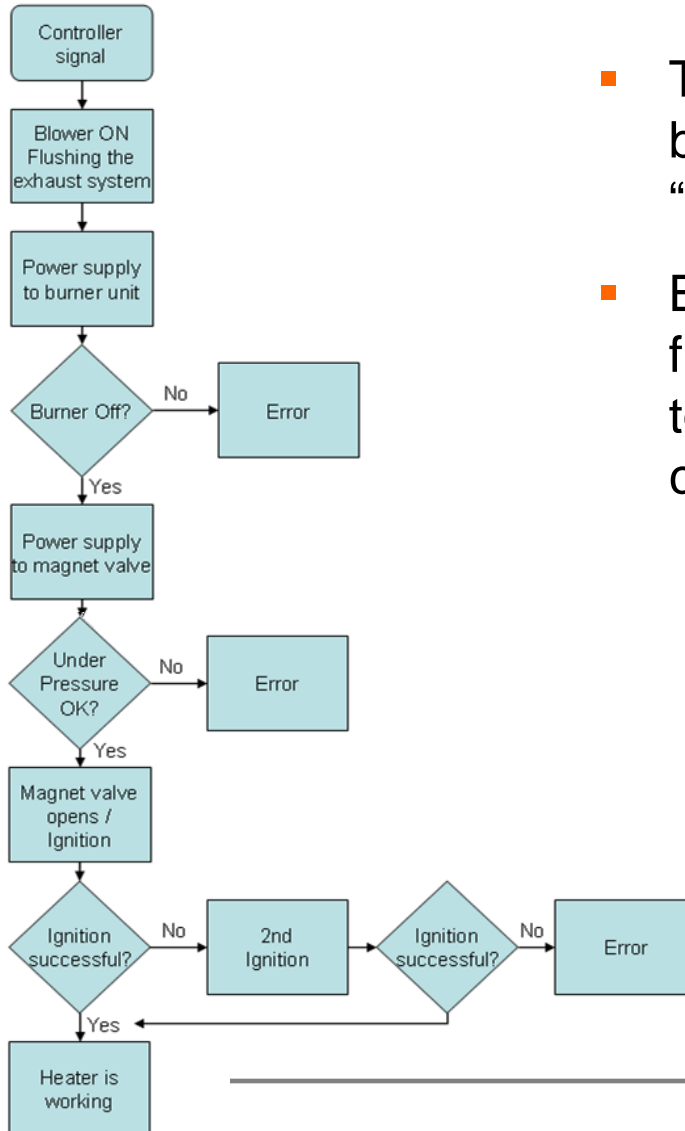 Controller
signal
Blower ON
Flushing the
exhaust system
Power supply
to burner unit
Burner Off?
No
Error
Yes
Power supply
to magnet valve
Under
Pressure
OK?
No
Error
Yes
Magnet valve
opens /
Ignition
Ignition
successful?
No
2nd
Ignition
Ignition
successful?
No
Error
Yes
Heater is
working